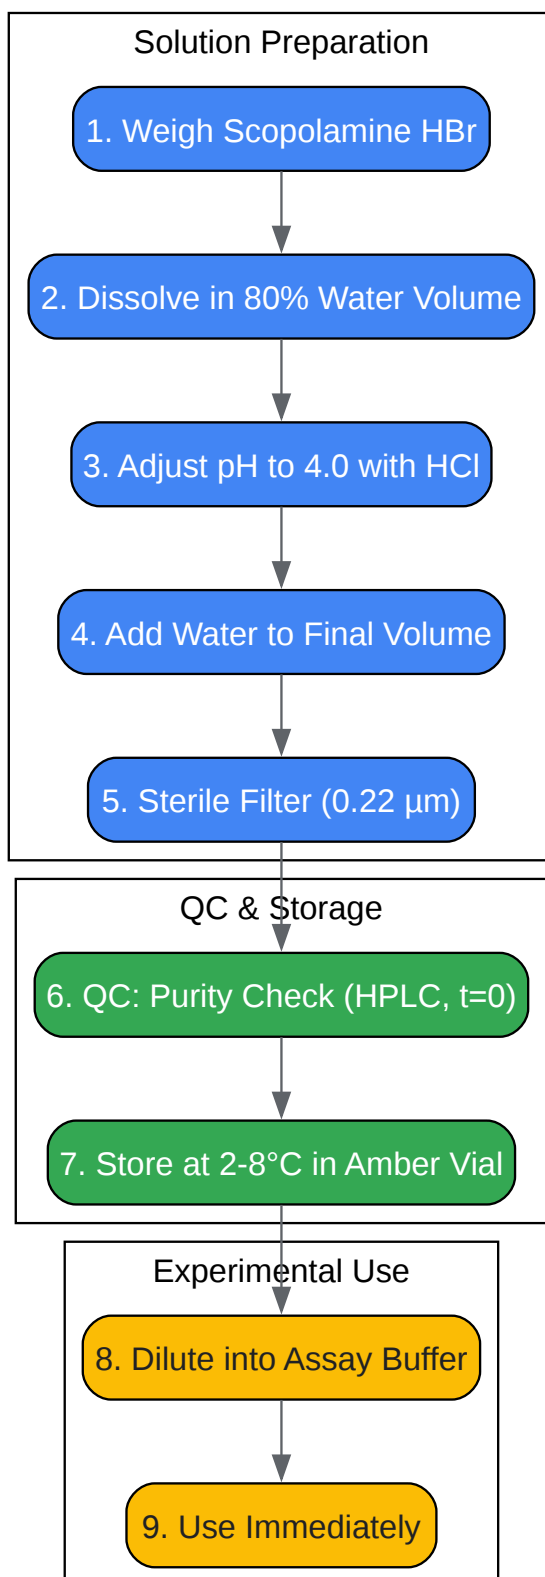 Solution Preparation
1. Weigh Scopolamine HBr
2. Dissolve in 80% Water Volume
3. Adjust pH to 4.0 with HCl
4. Add Water to Final Volume
5. Sterile Filter (0.22 µm)
QC & Storage
6. QC: Purity Check (HPLC, t=0)
7. Store at 2-8°C in Amber Vial
Experimental Use
8. Dilute into Assay Buffer
9. Use Immediately